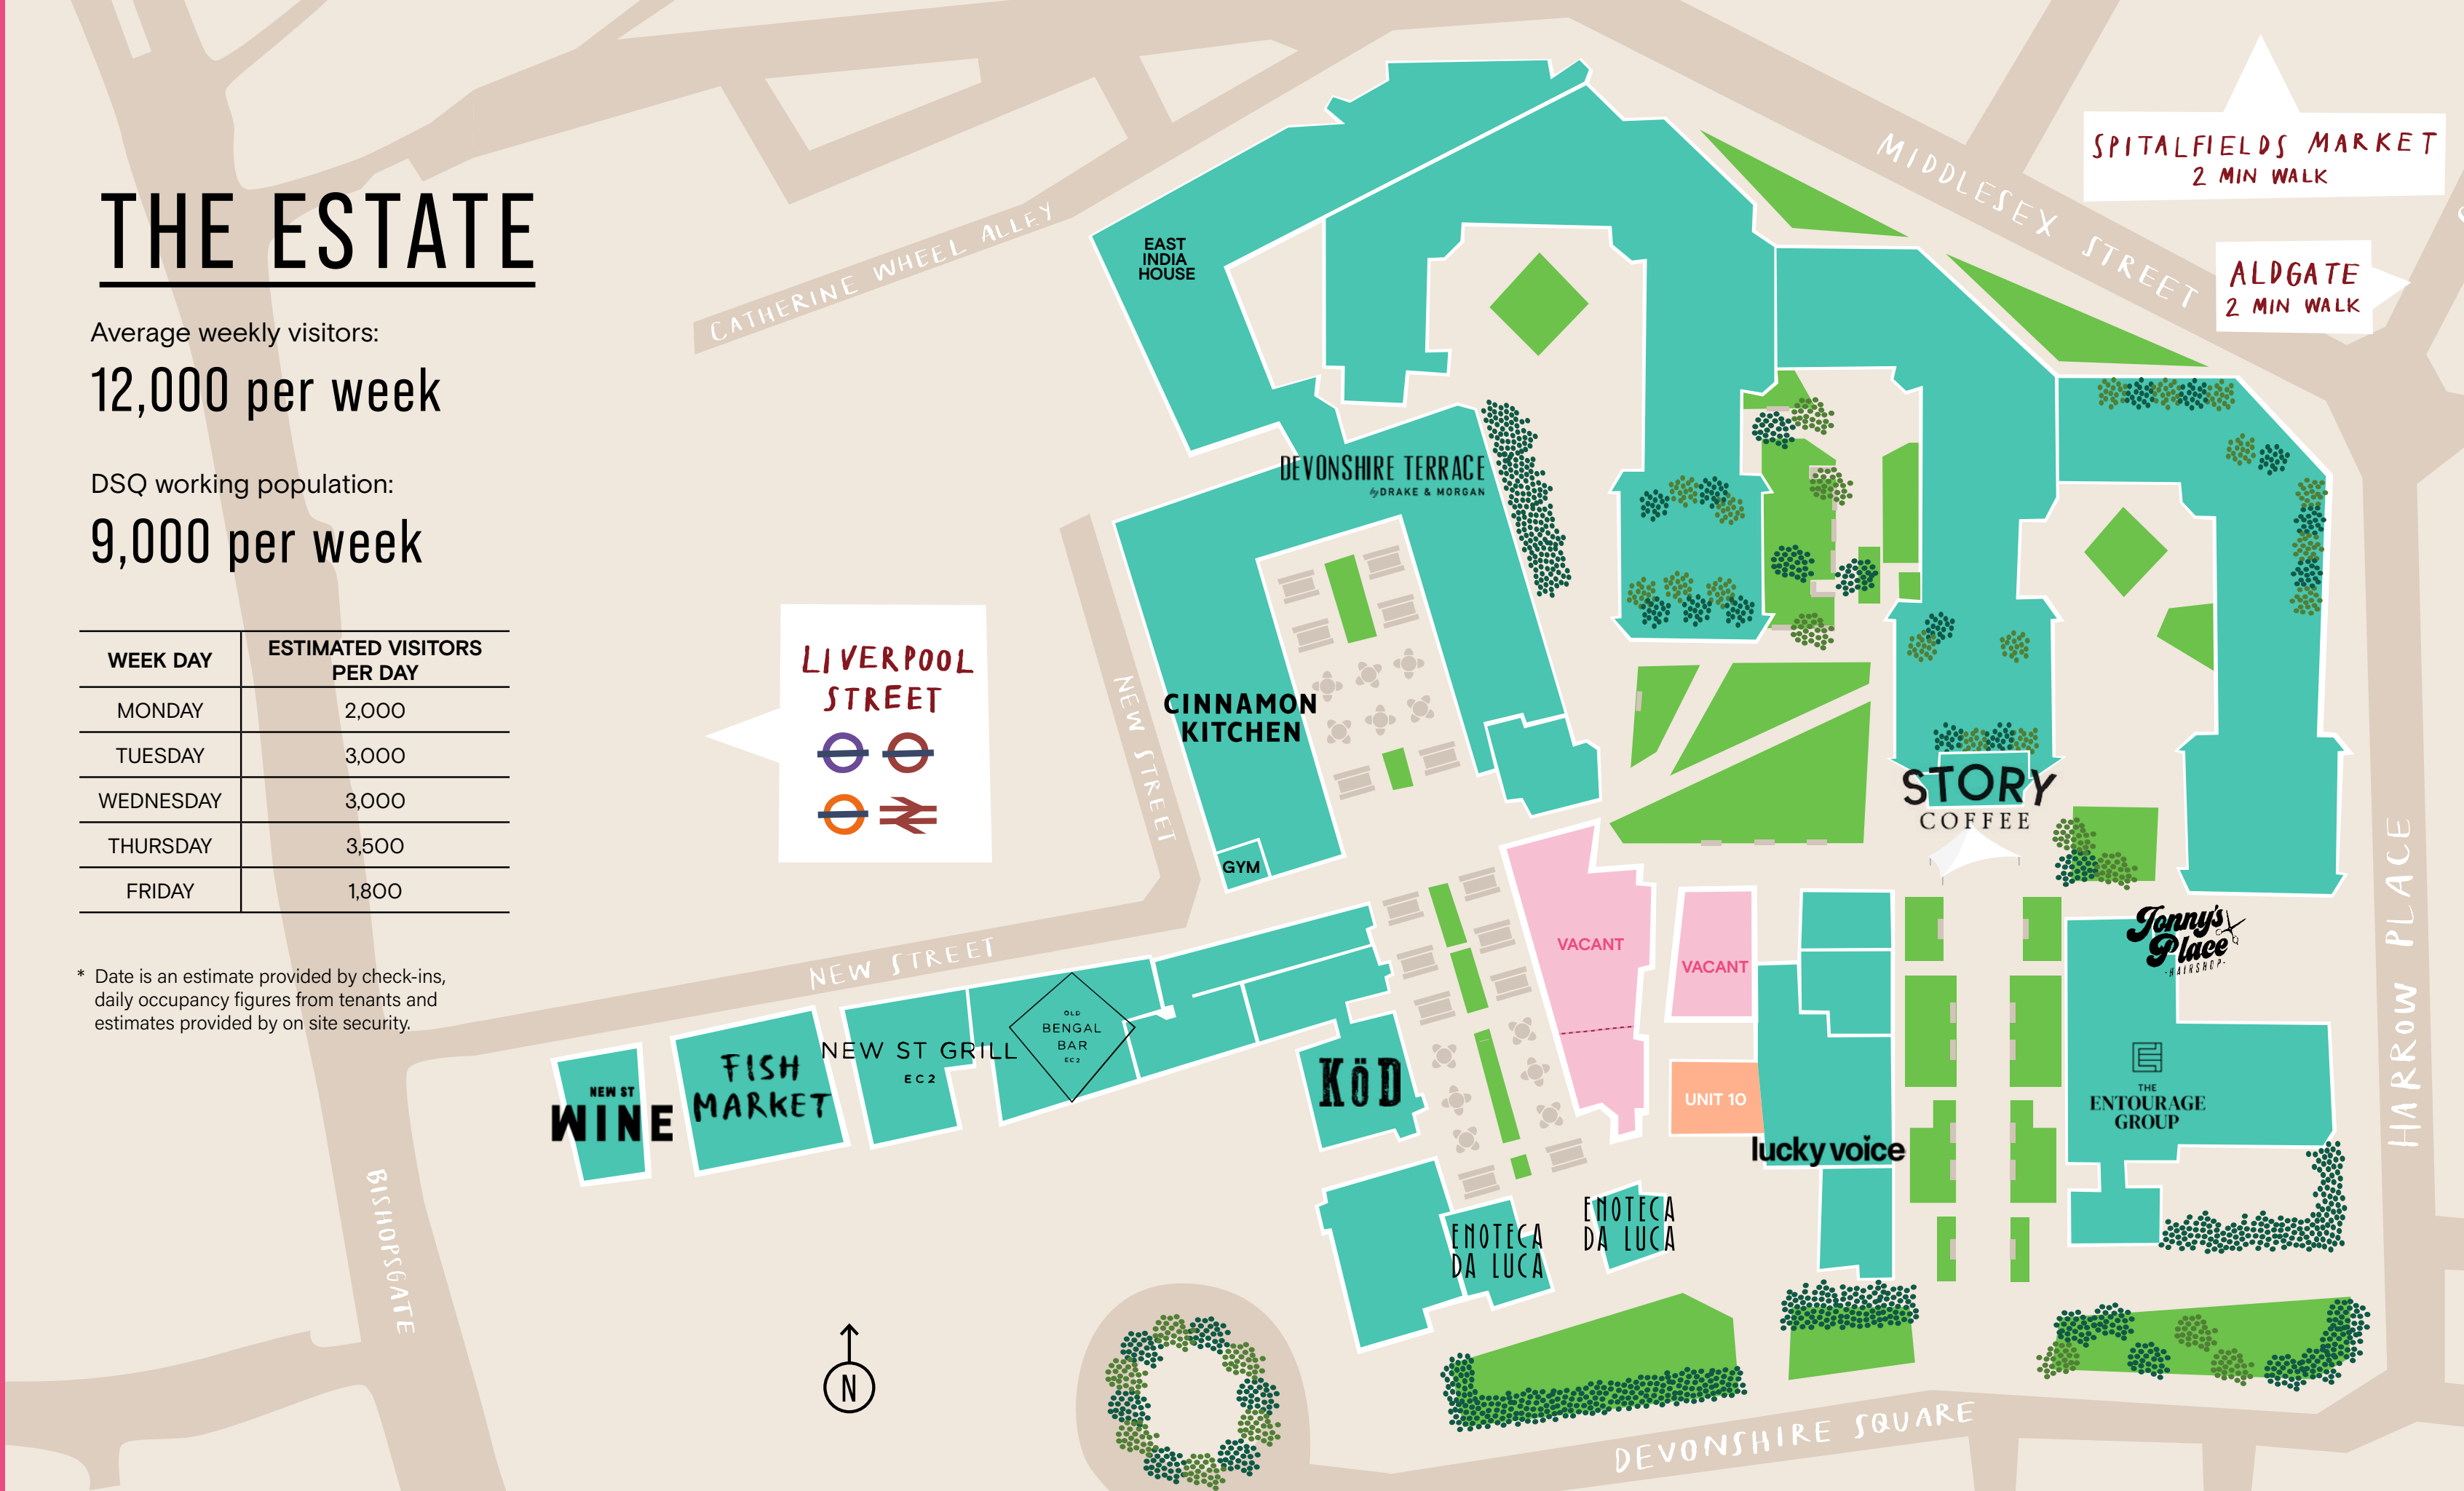 THE ESTATE
Average weekly visitors:
12,000 per week
DSQ working population:
9,000 per week
WEEK DAY
ESTIMATED VISITORS
PER DAY
MONDAY 2,000
TUESDAY 3,000
WEDNESDAY 3,000
THURSDAY 3,500
FRIDAY 1,800
* Date is an estimate provided by check-ins,
daily occupancy figures from tenants and
estimates provided by on site security.
CATHERINE WHEEL ALLEY
MIDDLESEX STREET
SPITALFIELDS MARKET
2 MIN WALK
ALDGATE
2 MIN WALK
EAST
INDIA
HOUSE
DEVONSHIRE TERRACE
by DRAKE & MORGAN
LIVERPOOL
STREET
NEW STREET
CINNAMON
KITCHEN
GYM
STORY
COFFEE
HARROW PLACE
NEW STREET
VACANT
VACANT
Jonny's
Place
-HAIRSHOP-
NEW ST
WINE
FISH
MARKET
NEW ST GRILL
EC2
OLD
BENGAL
BAR
EC2
KöD
UNIT 10
lucky voice
THE
ENTOURAGE
GROUP
ENOTECA
DA LUCA
ENOTECA
DA LUCA
BISHOPSGATE
N
DEVONSHIRE SQUARE